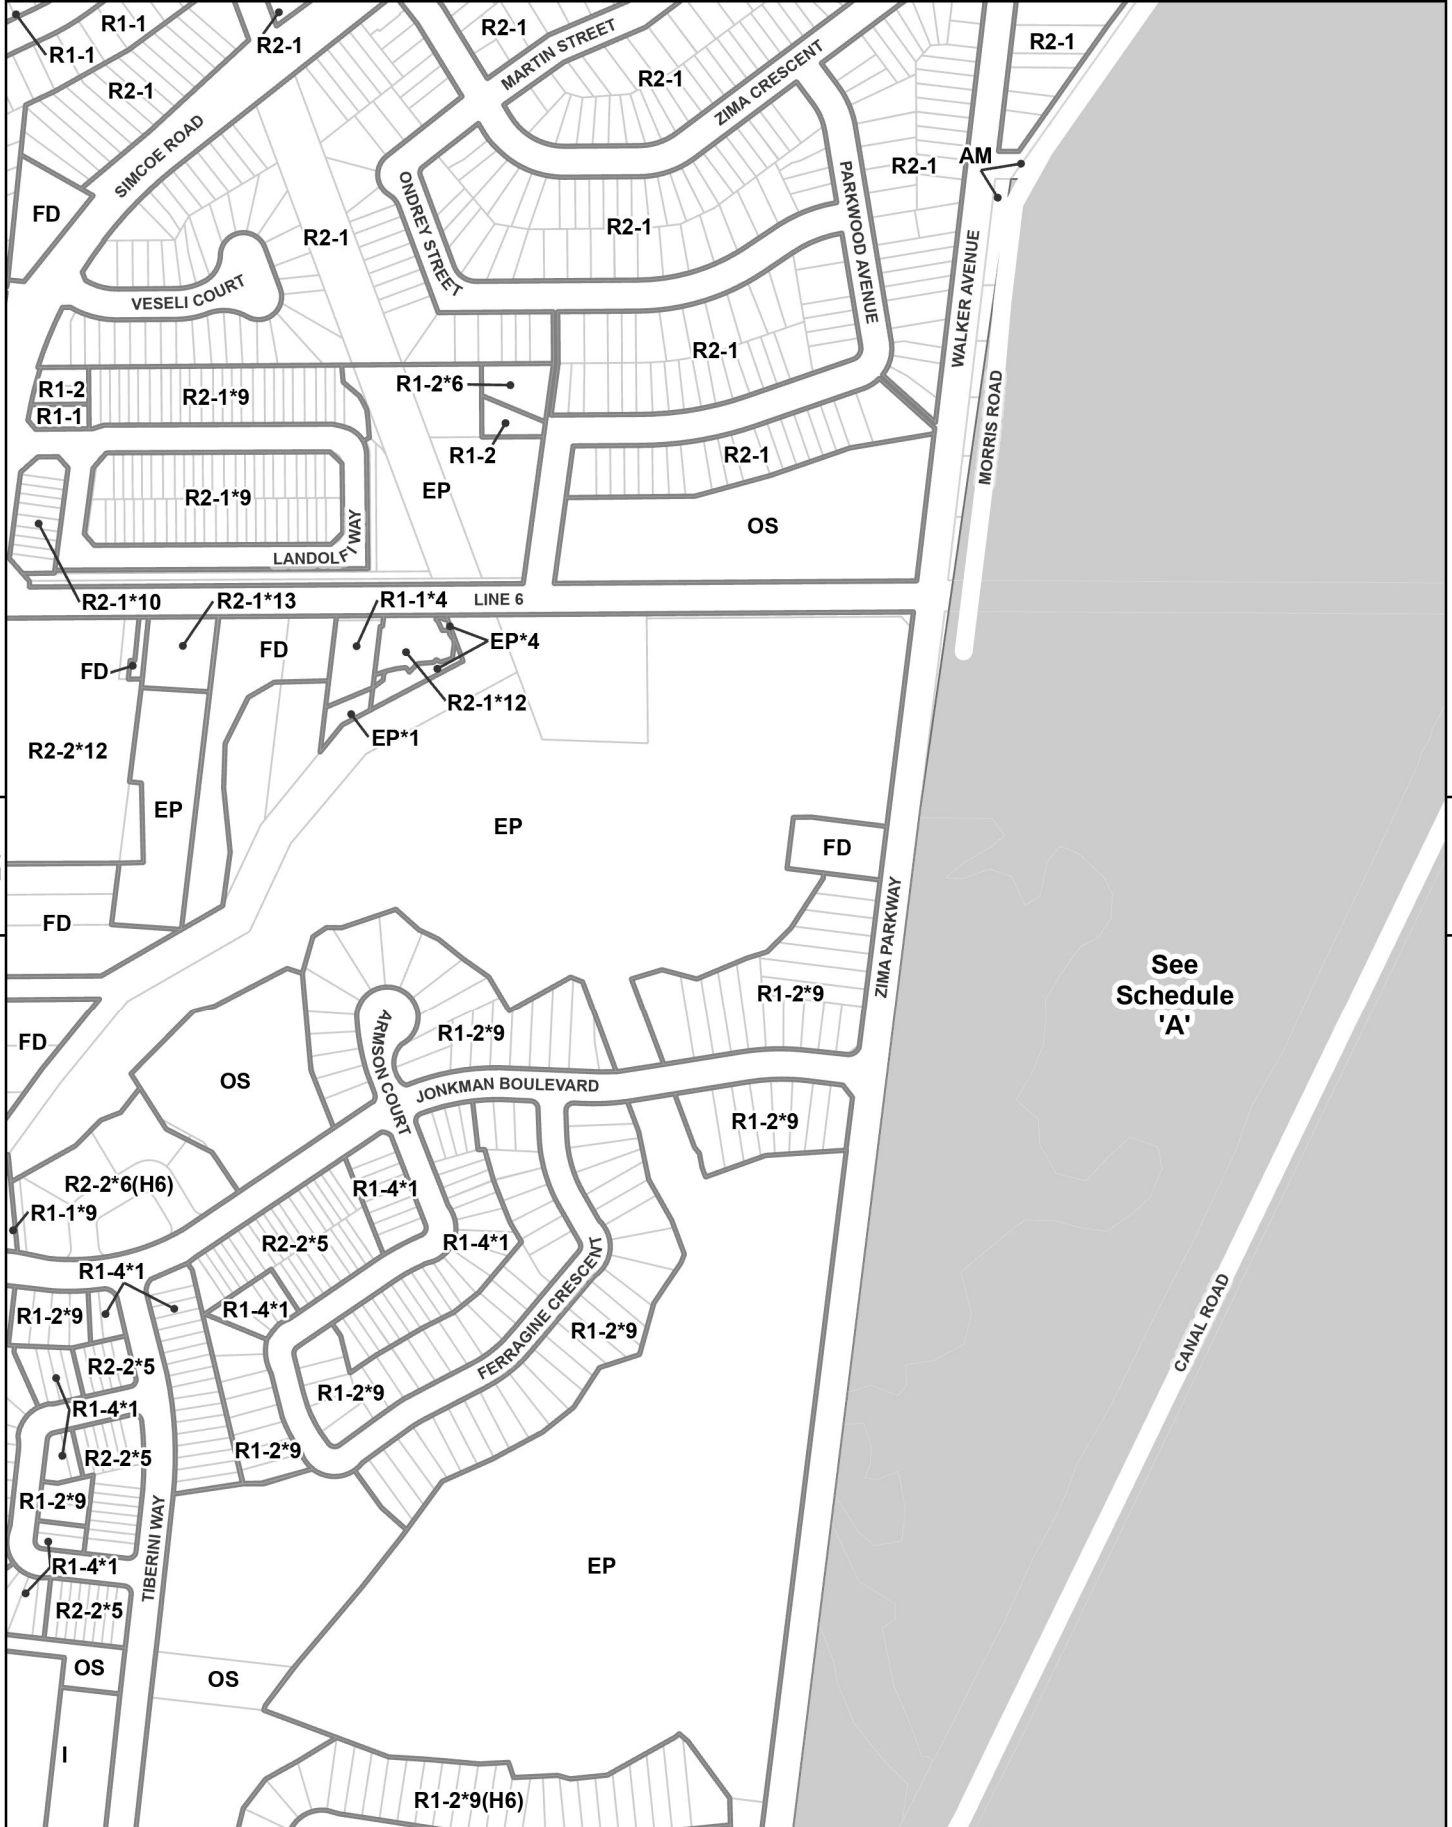 R1-1
R2-1
R2-1
R1-1
R2-1
MARTIN STREET
R2-1
R2-1
ZIMA CRESCENT
SIMCOE ROAD
AM
R2-1
FD
ONDREY STREET
PARKWOOD AVENUE
R2-1
R2-1
WALKER AVENUE
VESELI COURT
R2-1
R1-2
R1-2*6
R2-1*9
R1-1
MORRIS ROAD
R1-2
R2-1
EP
R2-1*9
OS
LANDOLFI WAY
R2-1*10
R2-1*13
R1-1*4
LINE 6
FD
EP*4
FD
R2-1*12
EP*1
R2-2*12
EP
EP
FD
FD
ZIMA PARKWAY
See
Schedule
'A'
R1-2*9
R1-2*9
FD
ARMSON COURT
OS
JONKMAN BOULEVARD
R1-2*9
R2-2*6(H6)
R1-4*1
R1-1*9
R2-2*5
R1-4*1
R1-4*1
R1-4*1
R1-2*9
FERRAGINE CRESCENT
R1-2*9
CANAL ROAD
R2-2*5
R1-2*9
R1-4*1
R1-2*9
R2-2*5
R1-2*9
TIBERINI WAY
R1-4*1
EP
R2-2*5
OS
OS
I
R1-2*9(H6)